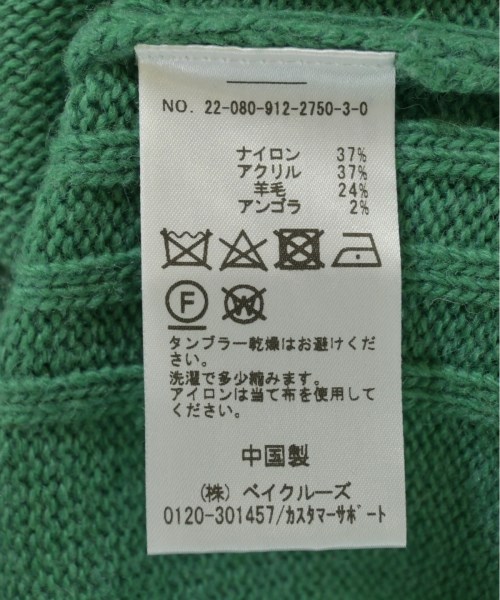 NO. 22-080-912-2750-3-0
ナイロン 37%
アクリル 37%
羊毛 24%
アンゴラ 2%
F W
タンブラー乾燥はお避けくだ
さい。
洗濯で多少縮みます。
アイロンは当て布を使用して
ください。
中国製
(株) ベイクルーズ
0120-301457/カスタマーサポート